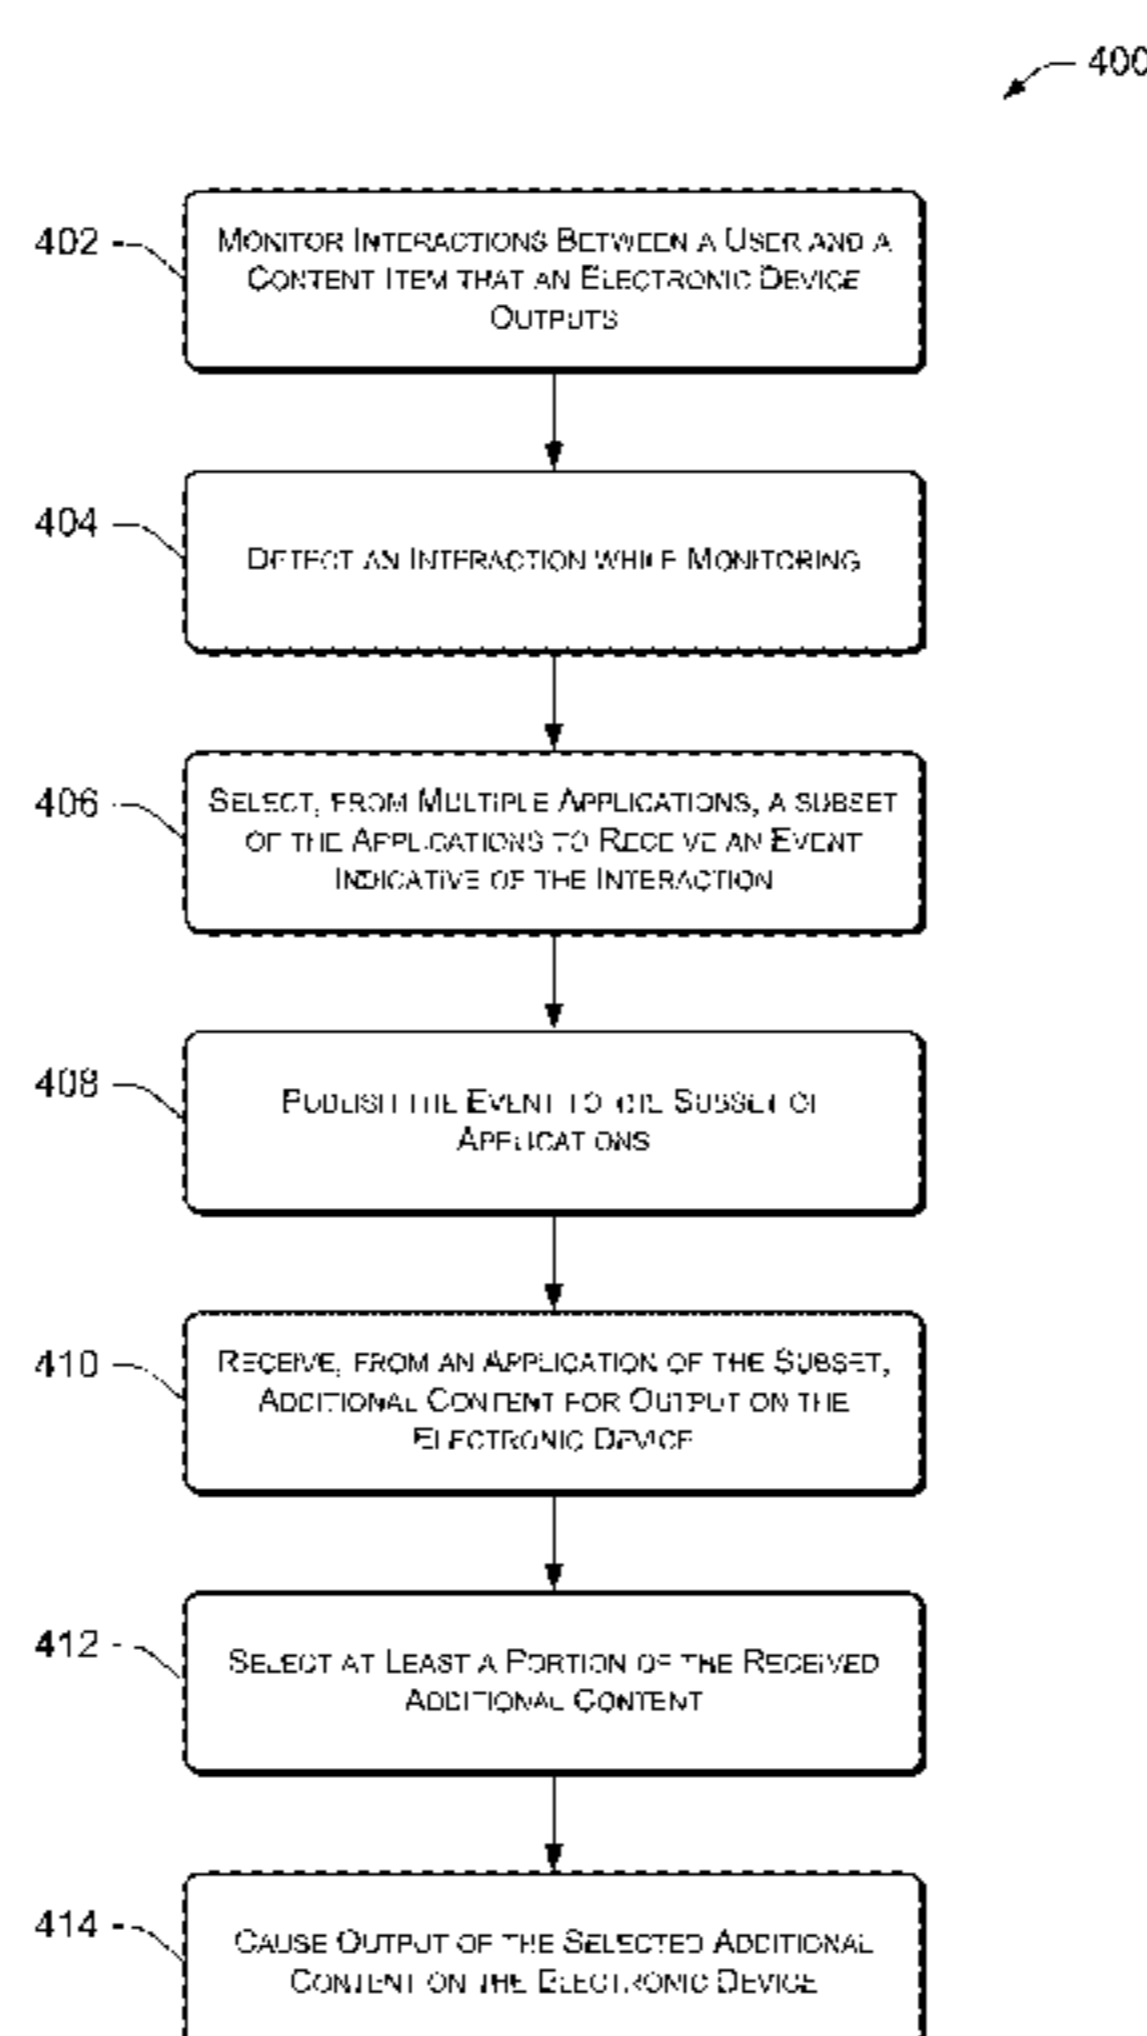 400
402
MONITOR INTERACTIONS BETWEEN A USER AND A
CONTENT ITEM THAT AN ELECTRONIC DEVICE
OUTPUTS
404
DETECT AN INTERACTION WHILE MONITORING
406
SELECT, FROM MULTIPLE APPLICATIONS, A SUBSET
OF THE APPLICATIONS TO RECEIVE AN EVENT
INDICATIVE OF THE INTERACTION
408
PUBLISH THE EVENT TO THE SUBSET OF
APPLICATIONS
410
RECEIVE, FROM AN APPLICATION OF THE SUBSET,
ADDITIONAL CONTENT FOR OUTPUT ON THE
ELECTRONIC DEVICE
412
SELECT AT LEAST A PORTION OF THE RECEIVED
ADDITIONAL CONTENT
414
CAUSE OUTPUT OF THE SELECTED ADDITIONAL
CONTENT ON THE ELECTRONIC DEVICE